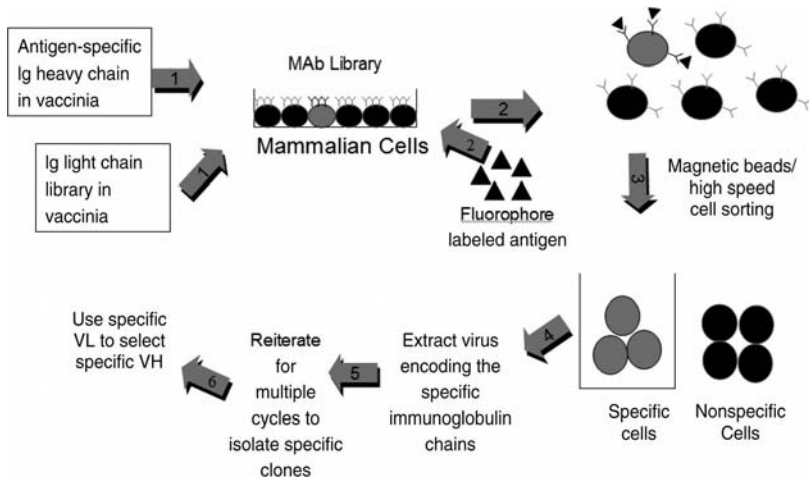 Antigen-specific
Ig heavy chain
in vaccinia
1
Ig light chain
library in
vaccinia
1
MAb Library
Mammalian Cells
2
2
Fluorophore
labeled antigen
3
Magnetic beads/
high speed
cell sorting
Specific
cells
Nonspecific
Cells
4
Extract virus
encoding the
specific
immunoglobulin
chains
5
Reiterate
for
multiple
cycles to
isolate specific
clones
6
Use specific
VL to select
specific VH